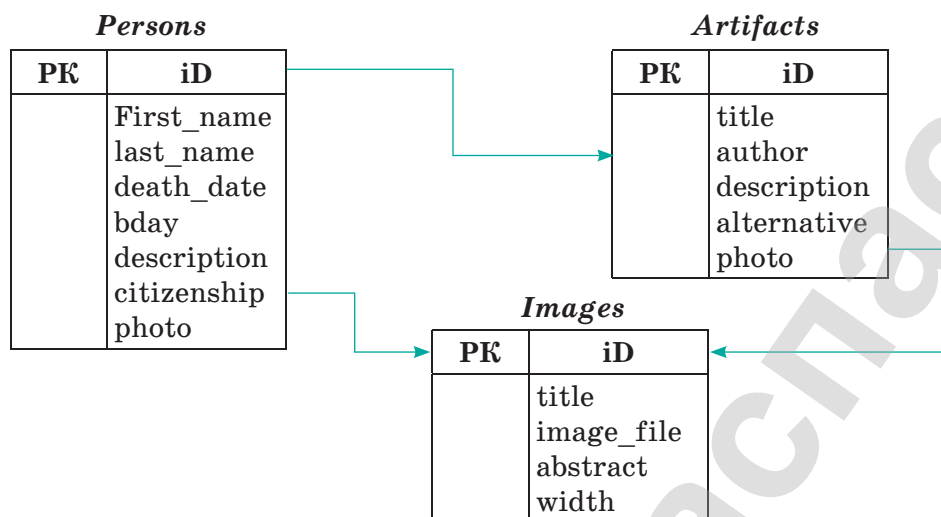 Persons
PK iD
First_name
last_name
death_date
bday
description
citizenship
photo
Artifacts
PK iD
title
author
description
alternative
photo
Images
PK iD
title
image_file
abstract
width